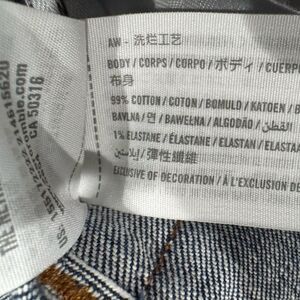 AW - 洗烂工艺
BODY / CORPS / CORPO / ボディ / CUERP
布身
99% COTTON / COTON / BOMULD / KATOEN / B
BAVLNA / 면 / BAWEŁNA / ALGODÃO / القطن /
1% ELASTANE / ÉLASTANE / ELASTAN / ELASTA
إيلاستين / 彈性纖維
EXCLUSIVE OF DECORATION / À L'EXCLUSION DE
CA 50316